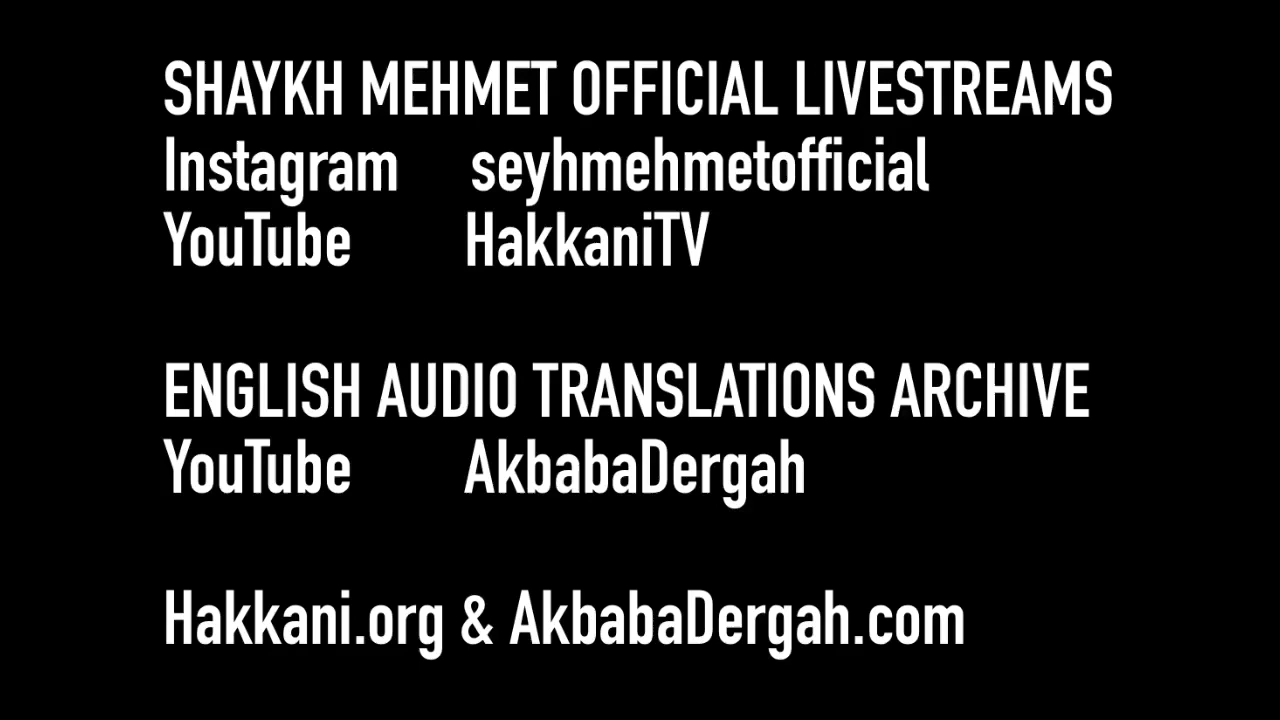 SHAYKH MEHMET OFFICIAL LIVESTREAMS
Instagram seyhmehmetofficial
YouTube HakkaniTV
ENGLISH AUDIO TRANSLATIONS ARCHIVE
YouTube AkbabaDergah
Hakkani.org & AkbabaDergah.com